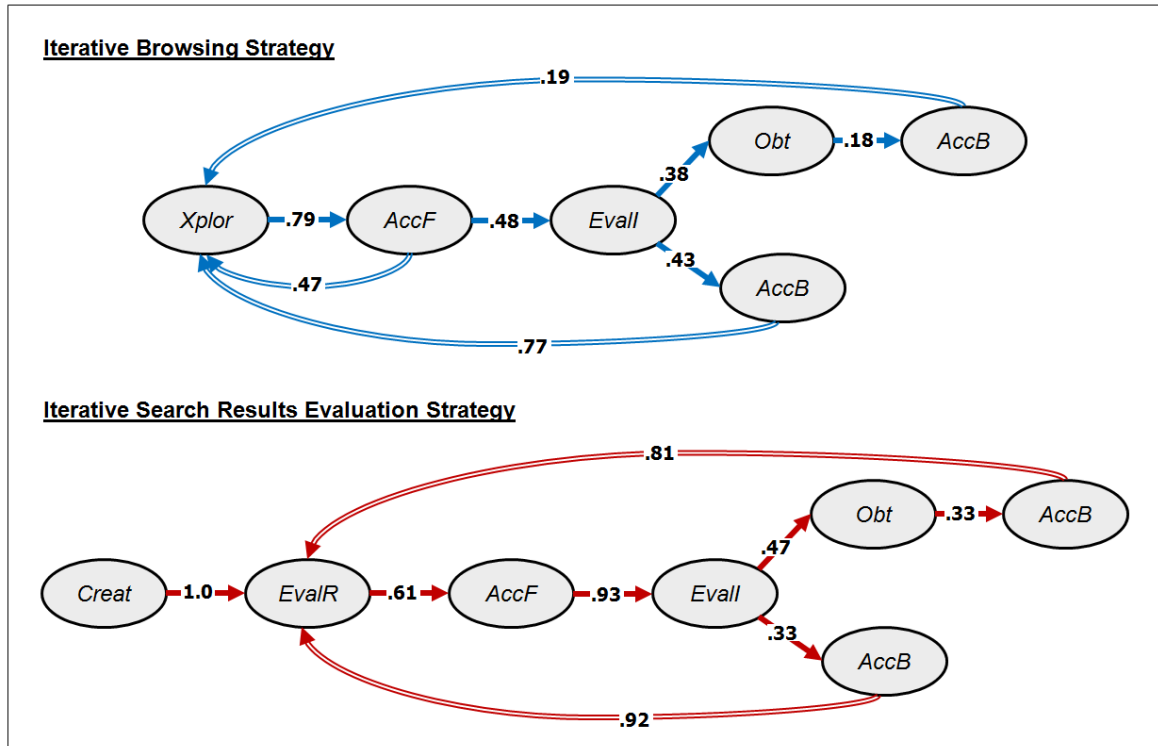 Iterative Browsing Strategy
.19
Obt
.18
AccB
.38
Xplor
.79
AccF
.48
EvalI
.43
.47
AccB
.77
Iterative Search Results Evaluation Strategy
.81
Obt
.33
AccB
.47
Creat
1.0
EvalR
.61
AccF
.93
EvalI
.33
AccB
.92